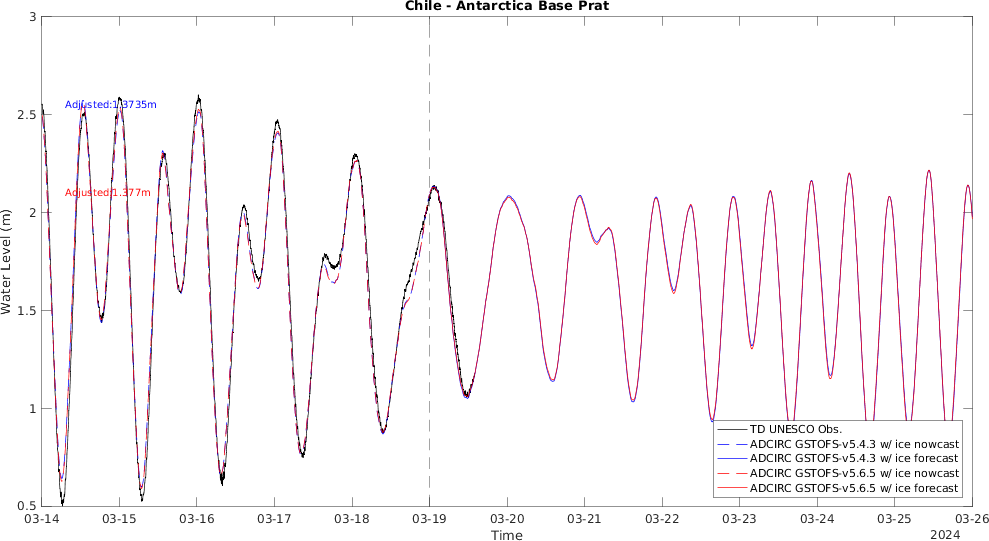 Chile - Antarctica Base Prat
3
2.5
2
1.5
1
0.5
Water Level (m)
Adjusted:1.3735m
Adjusted:1.377m
TD UNESCO Obs.
ADCIRC GSTOFS-v5.4.3 w/ ice nowcast
ADCIRC GSTOFS-v5.4.3 w/ ice forecast
ADCIRC GSTOFS-v5.6.5 w/ ice nowcast
ADCIRC GSTOFS-v5.6.5 w/ ice forecast
03-14 03-15 03-16 03-17 03-18 03-19 03-20 03-21 03-22 03-23 03-24 03-25 03-26
Time
2024